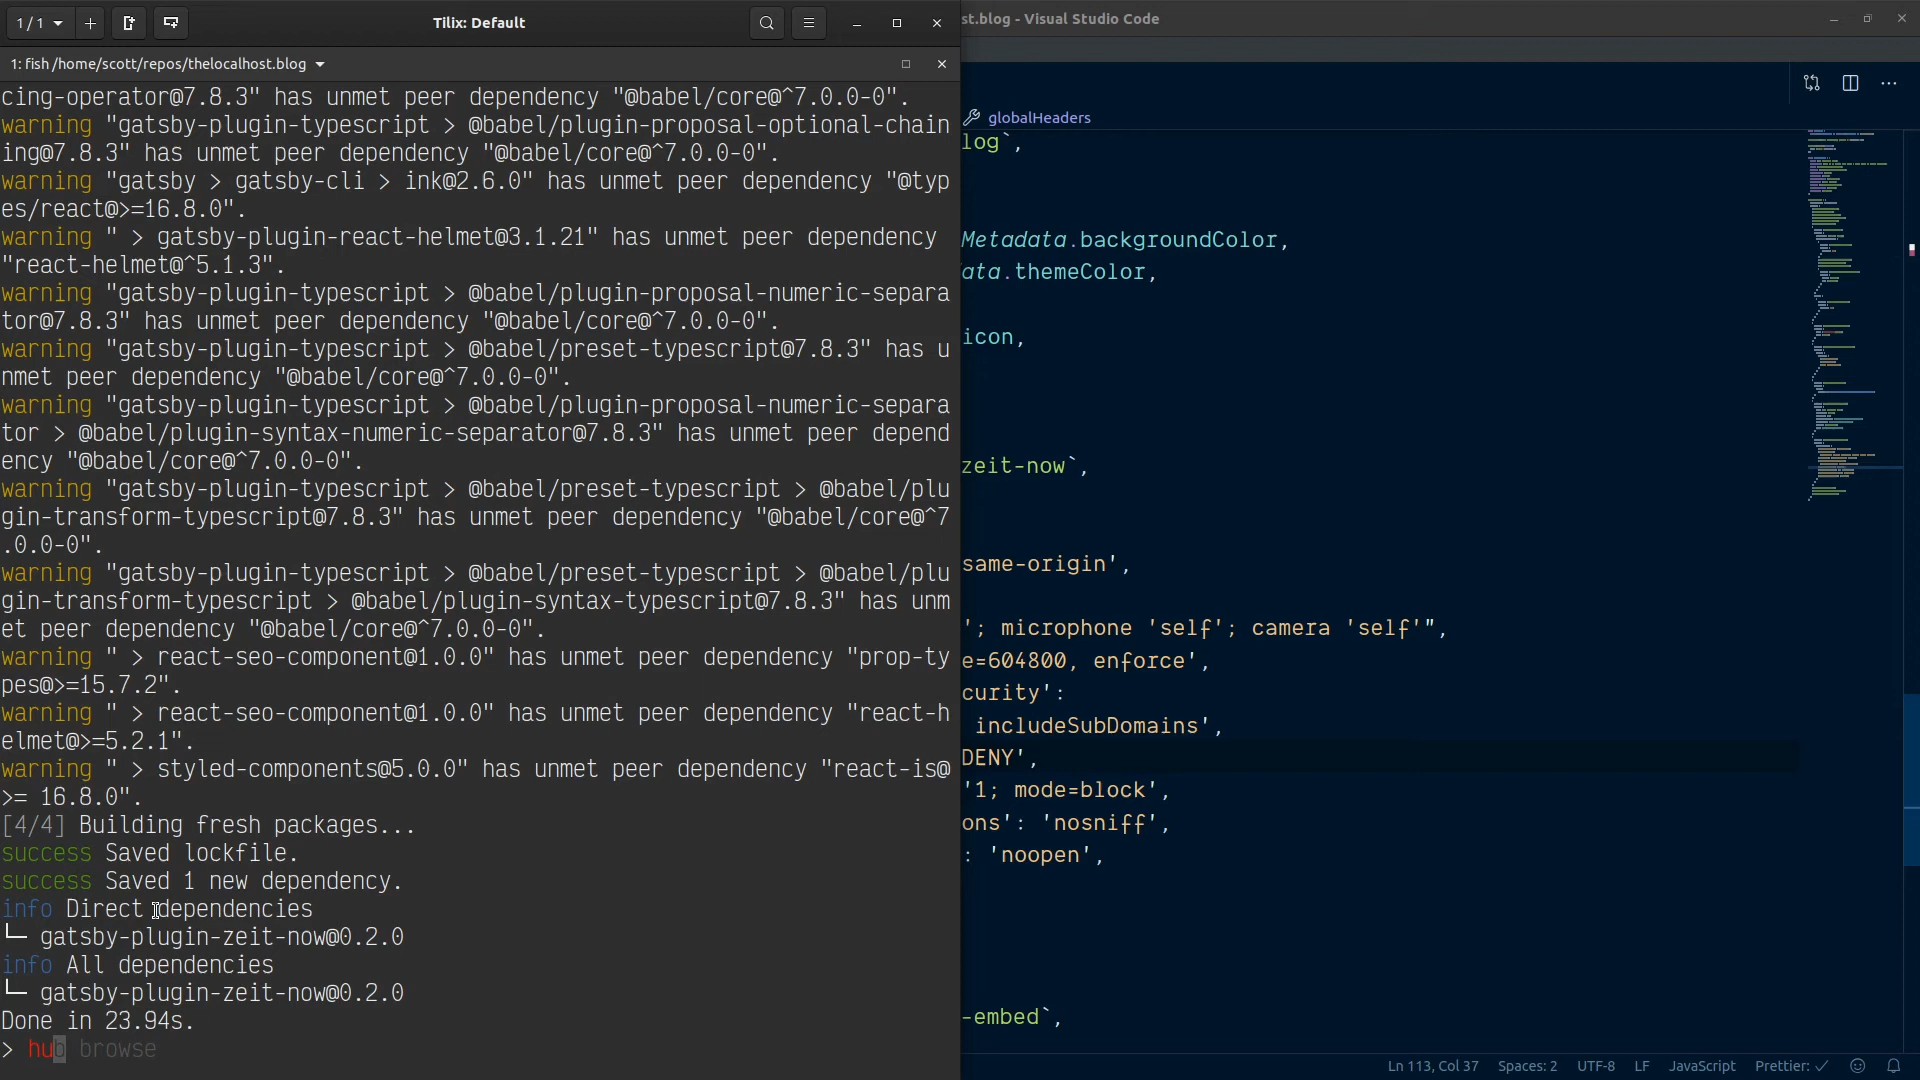 1 / 1
Tilix: Default
1: fish /home/scott/repos/thelocalhost.blog
cing-operator@7.8.3" has unmet peer dependency "@babel/core@^7.0.0-0".
warning "gatsby-plugin-typescript > @babel/plugin-proposal-optional-chain
ing@7.8.3" has unmet peer dependency "@babel/core@^7.0.0-0".
warning "gatsby > gatsby-cli > ink@2.6.0" has unmet peer dependency "@typ
es/react@>=16.8.0".
warning " > gatsby-plugin-react-helmet@3.1.21" has unmet peer dependency
"react-helmet@^5.1.3".
warning "gatsby-plugin-typescript > @babel/plugin-proposal-numeric-separa
tor@7.8.3" has unmet peer dependency "@babel/core@^7.0.0-0".
warning "gatsby-plugin-typescript > @babel/preset-typescript@7.8.3" has u
nmet peer dependency "@babel/core@^7.0.0-0".
warning "gatsby-plugin-typescript > @babel/plugin-proposal-numeric-separa
tor > @babel/plugin-syntax-numeric-separator@7.8.3" has unmet peer depend
ency "@babel/core@^7.0.0-0".
warning "gatsby-plugin-typescript > @babel/preset-typescript > @babel/plu
gin-transform-typescript@7.8.3" has unmet peer dependency "@babel/core@^7
.0.0-0".
warning "gatsby-plugin-typescript > @babel/preset-typescript > @babel/plu
gin-transform-typescript > @babel/plugin-syntax-typescript@7.8.3" has unm
et peer dependency "@babel/core@^7.0.0-0".
warning " > react-seo-component@1.0.0" has unmet peer dependency "prop-ty
pes@>=15.7.2".
warning " > react-seo-component@1.0.0" has unmet peer dependency "react-h
elmet@>=5.2.1".
warning " > styled-components@5.0.0" has unmet peer dependency "react-is@
>= 16.8.0".
[4/4] Building fresh packages...
success Saved lockfile.
success Saved 1 new dependency.
info Direct dependencies
└─ gatsby-plugin-zeit-now@0.2.0
info All dependencies
└─ gatsby-plugin-zeit-now@0.2.0
Done in 23.94s.
> hub browse
st.blog - Visual Studio Code
globalHeaders
log`,
Metadata.backgroundColor,
ata.themeColor,
icon,
zeit-now`,
same-origin',
'; microphone 'self'; camera 'self'",
e=604800, enforce',
curity':
includeSubDomains',
DENY',
'1; mode=block',
ons': 'nosniff',
: 'noopen',
-embed`,
Ln 113, Col 37 Spaces: 2 UTF-8 LF JavaScript Prettier: ✓